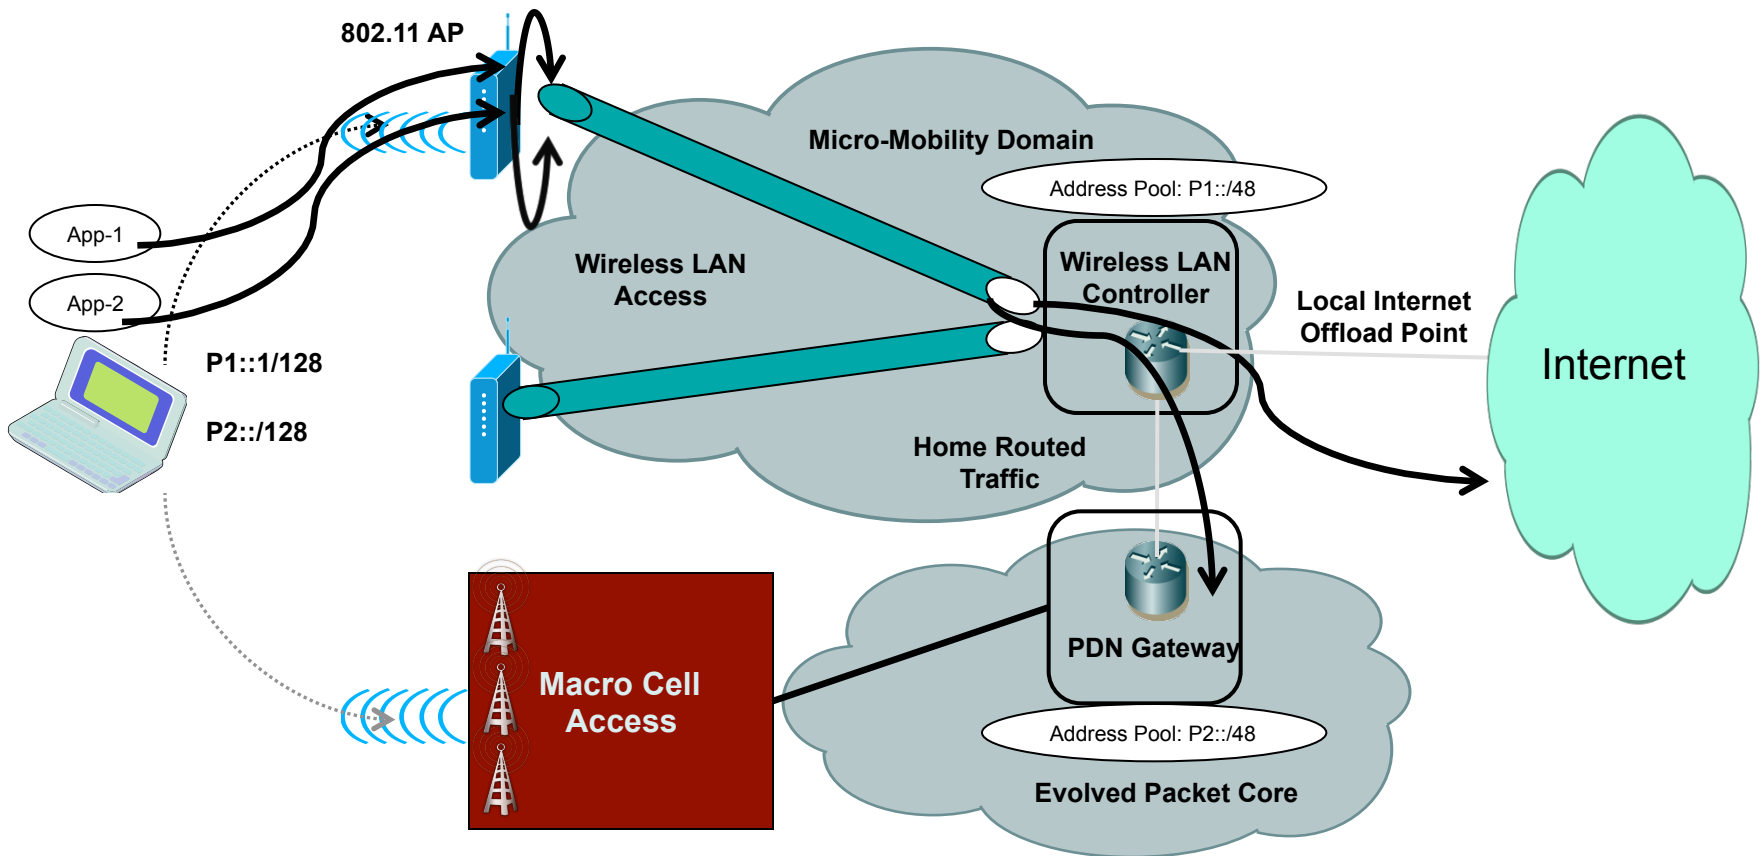 802.11 AP
Micro-Mobility Domain
Address Pool: P1::/48
App-1
App-2
Wireless LAN
Access
Wireless LAN
Controller
Local Internet
Offload Point
Internet
P1::1/128
P2::/128
Home Routed
Traffic
PDN Gateway
Macro Cell
Access
Address Pool: P2::/48
Evolved Packet Core